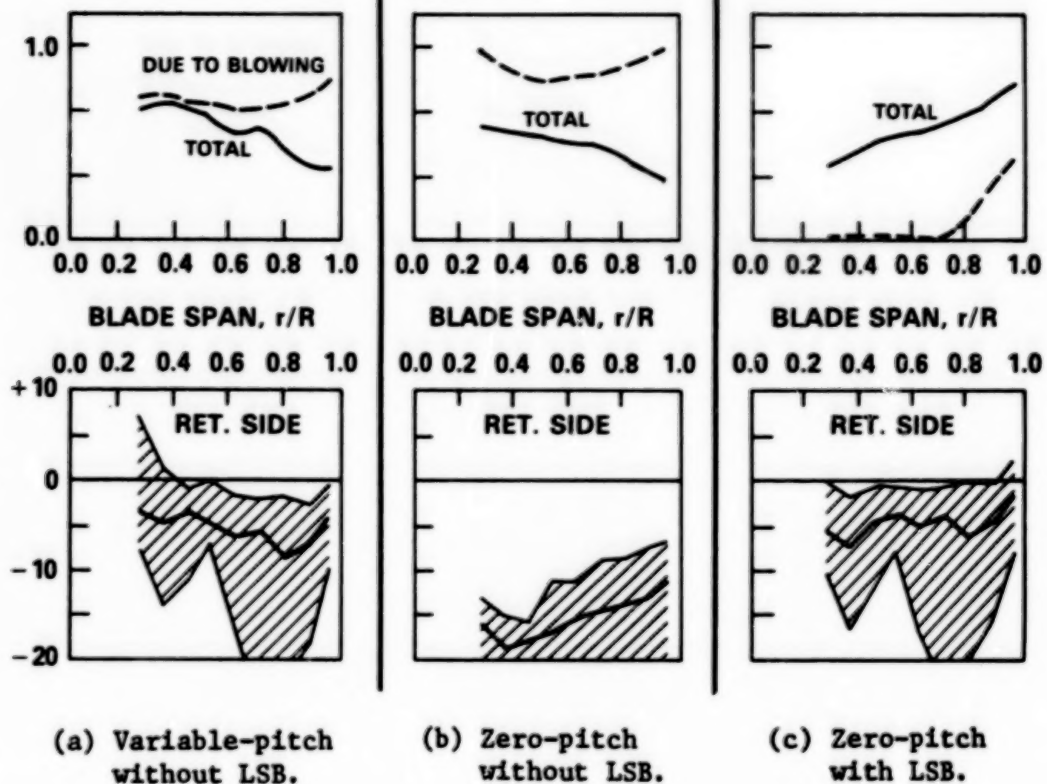 1.0
DUE TO BLOWING
TOTAL
0.0
0.0 0.2 0.4 0.6 0.8 1.0
BLADE SPAN, r/R
TOTAL
0.0 0.2 0.4 0.6 0.8 1.0
BLADE SPAN, r/R
TOTAL
0.0 0.2 0.4 0.6 0.8 1.0
BLADE SPAN, r/R
0.0 0.2 0.4 0.6 0.8 1.0
+10
RET. SIDE
0
-10
-20
0.0 0.2 0.4 0.6 0.8 1.0
RET. SIDE
0.0 0.2 0.4 0.6 0.8 1.0
RET. SIDE
(a) Variable-pitch
without LSB.
(b) Zero-pitch
without LSB.
(c) Zero-pitch
with LSB.